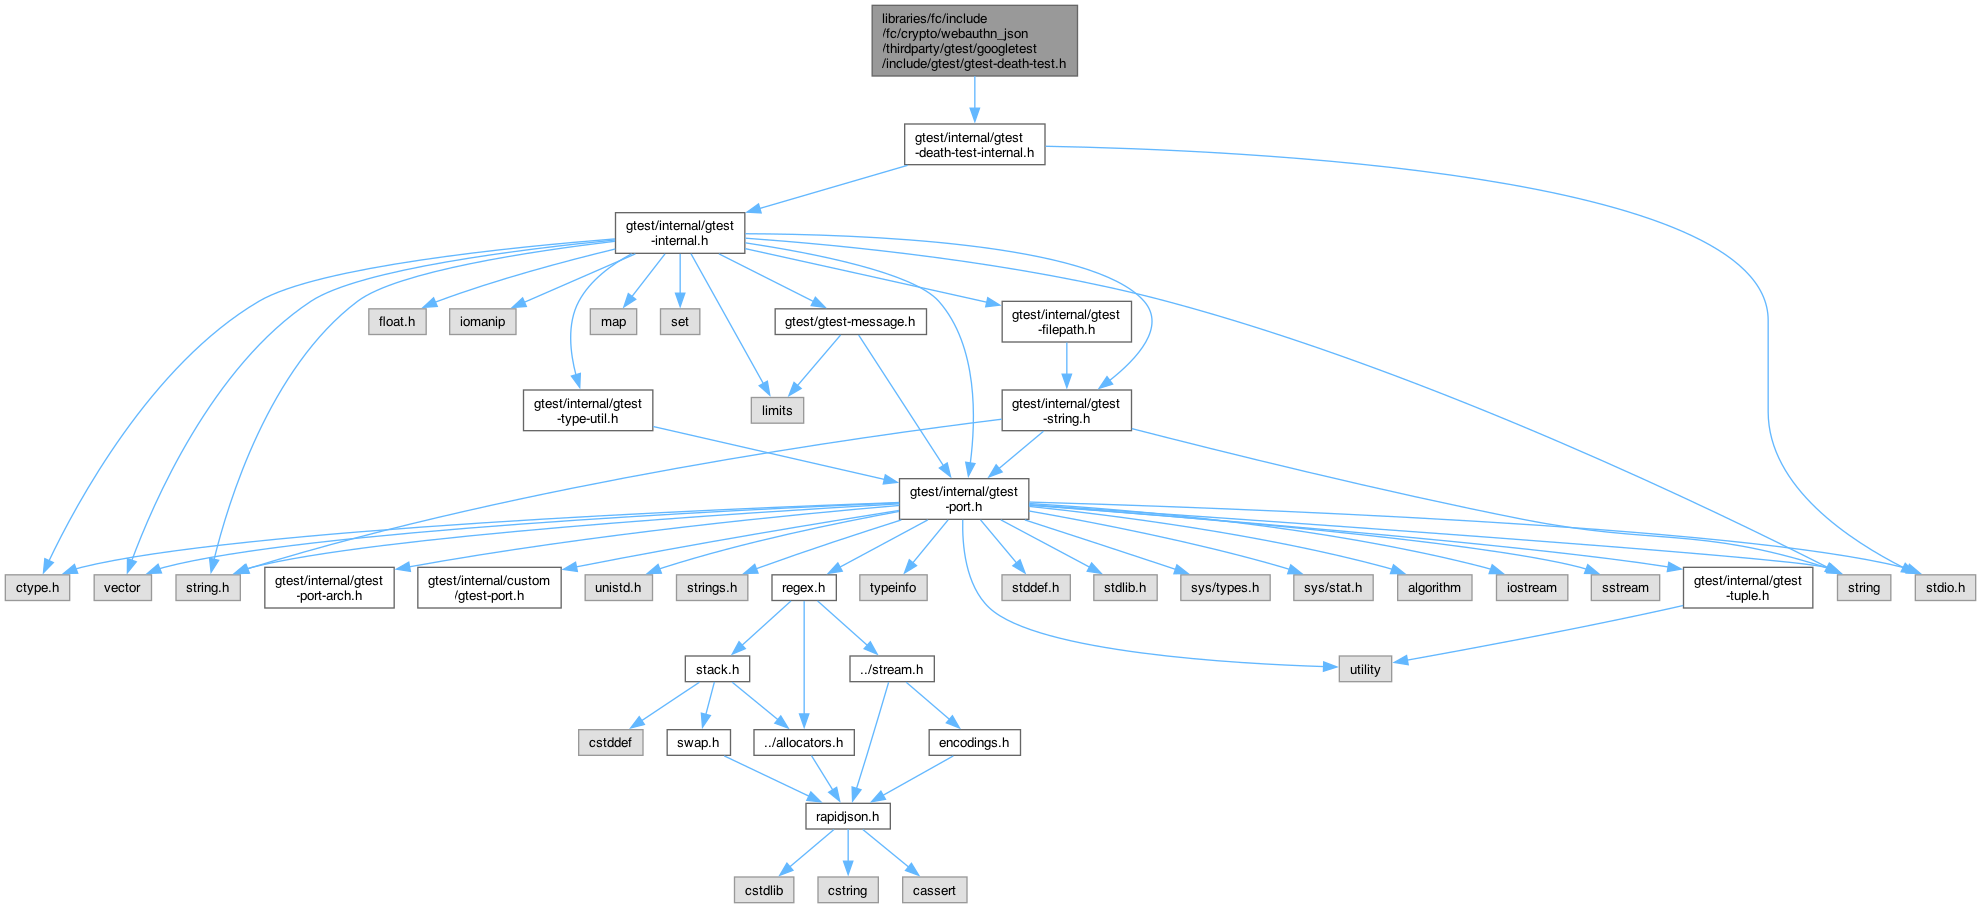 libraries/fc/include
/fc/crypto/webauthn_json
/thirdparty/gtest/googletest
/include/gtest/gtest-death-test.h
gtest/internal/gtest
-death-test-internal.h
gtest/internal/gtest
-internal.h
float.h
iomanip
map
set
gtest/gtest-message.h
gtest/internal/gtest
-filepath.h
gtest/internal/gtest
-type-util.h
limits
gtest/internal/gtest
-string.h
gtest/internal/gtest
-port.h
ctype.h
vector
string.h
gtest/internal/gtest
-port-arch.h
gtest/internal/custom
/gtest-port.h
unistd.h
strings.h
regex.h
typeinfo
stddef.h
stdlib.h
sys/types.h
sys/stat.h
algorithm
iostream
sstream
gtest/internal/gtest
-tuple.h
string
stdio.h
stack.h
../stream.h
utility
cstddef
swap.h
../allocators.h
encodings.h
rapidjson.h
cstdlib
cstring
cassert